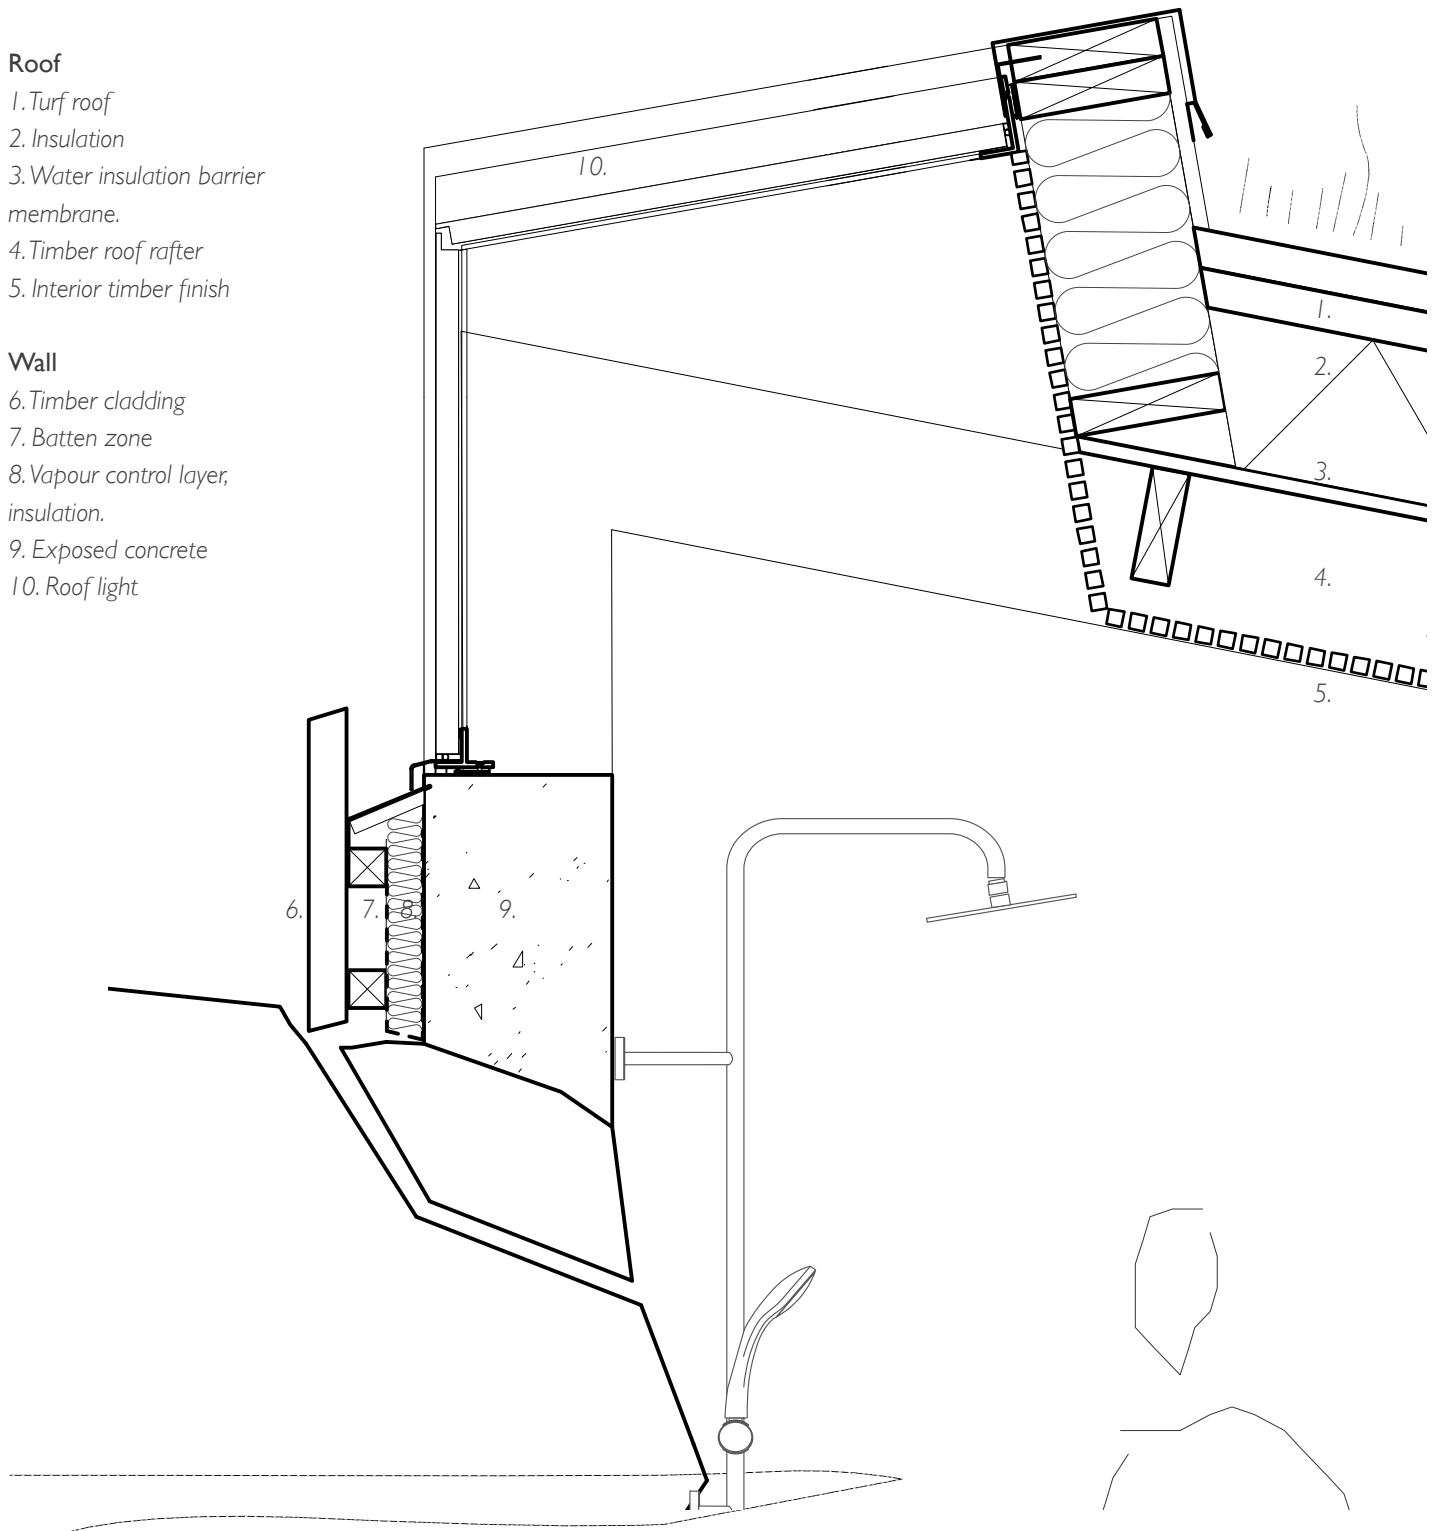 Roof
1. Turf roof
2. Insulation
3. Water insulation barrier
membrane.
4. Timber roof rafter
5. Interior timber finish
Wall
6. Timber cladding
7. Batten zone
8. Vapour control layer,
insulation.
9. Exposed concrete
10. Roof light
10.
1.
2.
3.
4.
5.
6.
7.
8.
9.